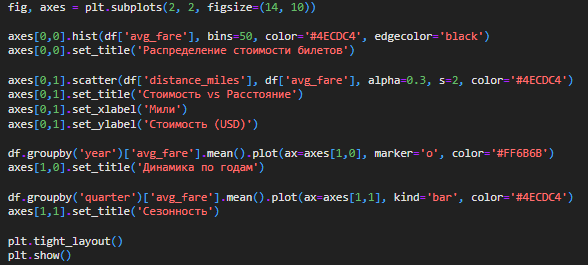 fig, axes = plt.subplots(2, 2, figsize=(14, 10))
axes[0,0].hist(df['avg_fare'], bins=50, color='#4ECDC4', edgecolor='black')
axes[0,0].set_title('Распределение стоимости билетов')
axes[0,1].scatter(df['distance_miles'], df['avg_fare'], alpha=0.3, s=2, color='#4ECDC4')
axes[0,1].set_title('Стоимость vs Расстояние')
axes[0,1].set_xlabel('Мили')
axes[0,1].set_ylabel('Стоимость (USD)')
df.groupby('year')['avg_fare'].mean().plot(ax=axes[1,0], marker='o', color='#FF6B6B')
axes[1,0].set_title('Динамика по годам')
df.groupby('quarter')['avg_fare'].mean().plot(ax=axes[1,1], kind='bar', color='#4ECDC4')
axes[1,1].set_title('Сезонность')
plt.tight_layout()
plt.show()